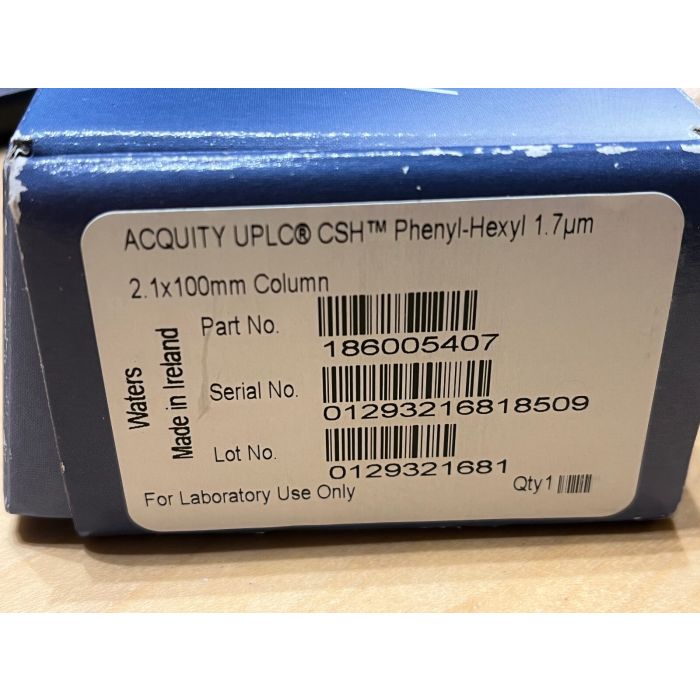 ACQUITY UPLC® CSH™ Phenyl-Hexyl 1.7µm
2.1x100mm Column
Waters
Made in Ireland
Part No.
186005407
Serial No.
01293216818509
Lot No.
0129321681
For Laboratory Use Only
Qty 1